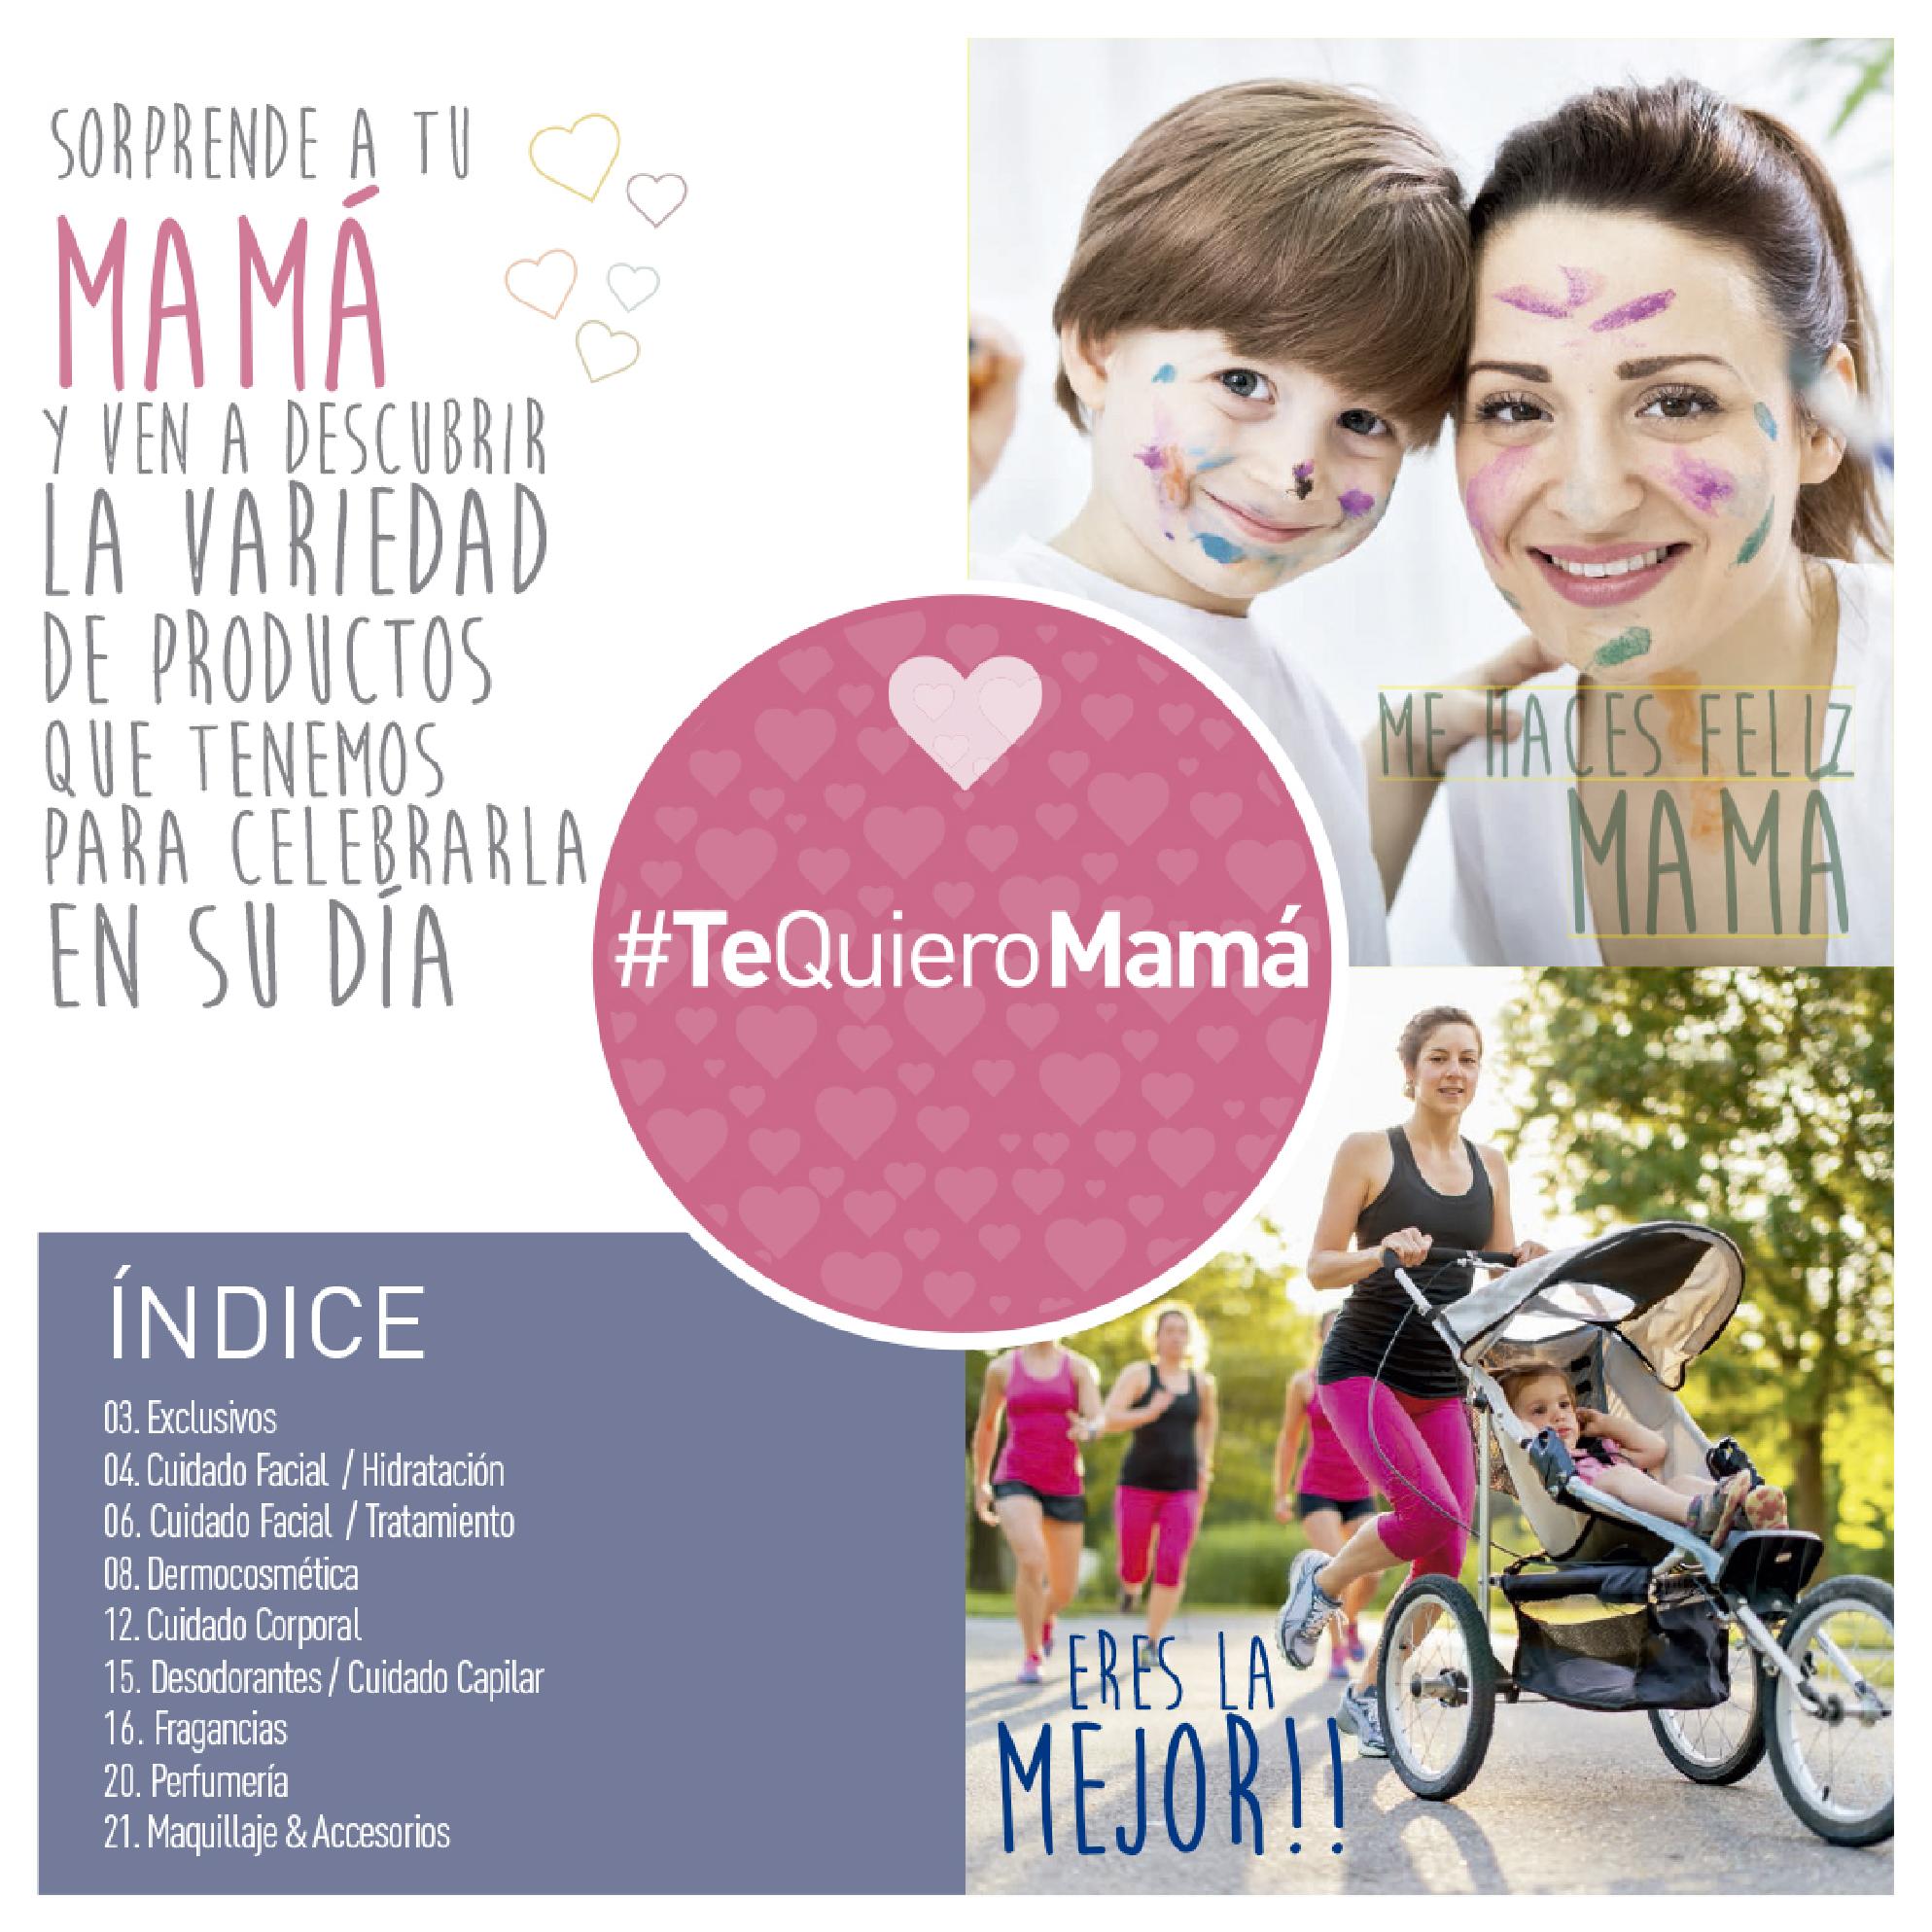 SORPRENDE A TU
MAMÁ
Y VEN A DESCUBRIR
LA VARIEDAD
DE PRODUCTOS
QUE TENEMOS
PARA CELEBRARLA
EN SU DÍA
ME HACES FELIZ
MAMA
#TeQuieroMamá
ÍNDICE
03. Exclusivos
04. Cuidado Facial / Hidratación
06. Cuidado Facial / Tratamiento
08. Dermocosmética
12. Cuidado Corporal
15. Desodorantes / Cuidado Capilar
16. Fragancias
20. Perfumería
21. Maquillaje & Accesorios
ERES LA
MEJOR!!